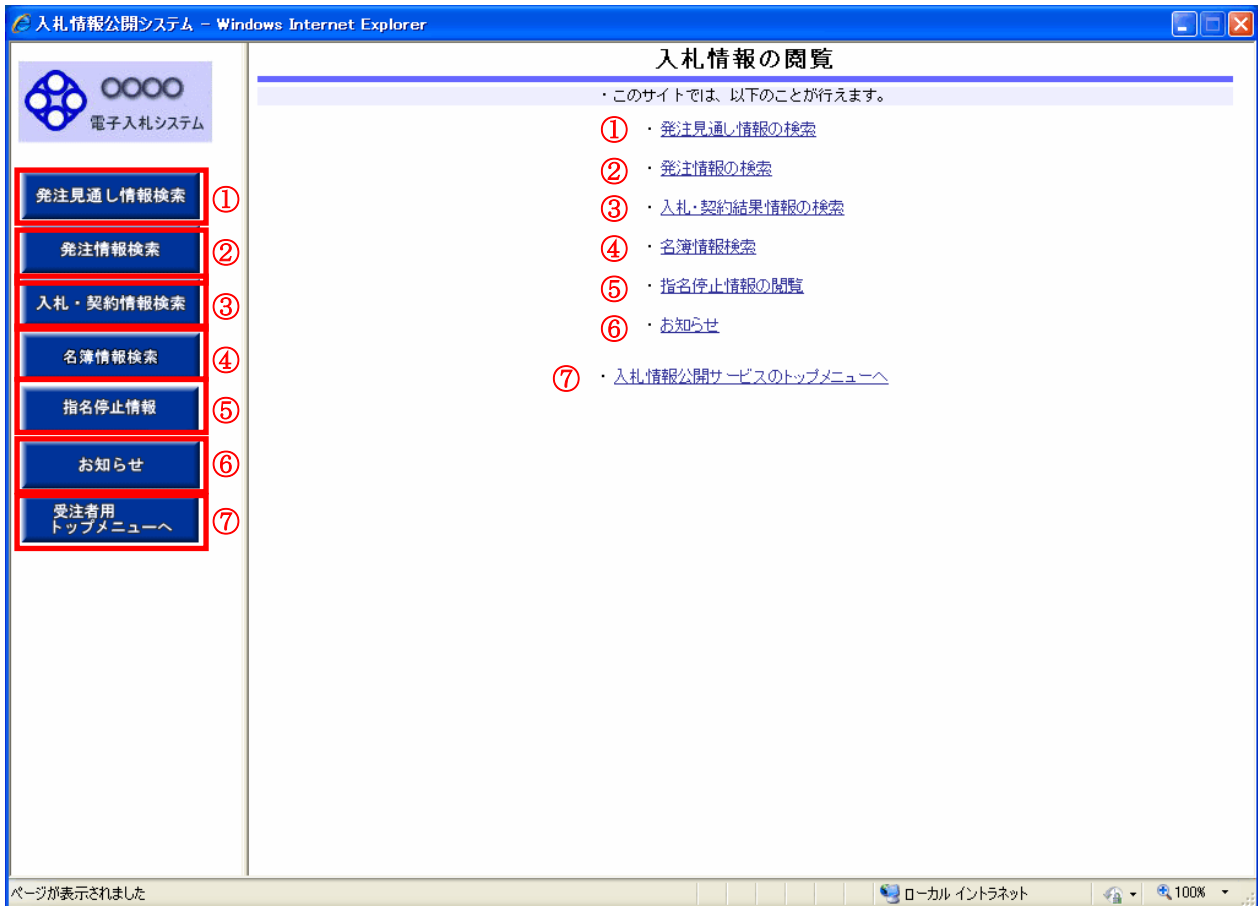 入札情報公開システム - Windows Internet Explorer
○○○○
電子入札システム
発注見通し情報検索 ①
発注情報検索 ②
入札・契約情報検索 ③
名簿情報検索 ④
指名停止情報 ⑤
お知らせ ⑥
受注者用
トップメニューへ ⑦
入札情報の閲覧
・このサイトでは、以下のことが行えます。
① ・発注見通し情報の検索
② ・発注情報の検索
③ ・入札・契約結果情報の検索
④ ・名簿情報検索
⑤ ・指名停止情報の閲覧
⑥ ・お知らせ
⑦ ・入札情報公開サービスのトップメニューへ
ページが表示されました
ローカル イントラネット
100%